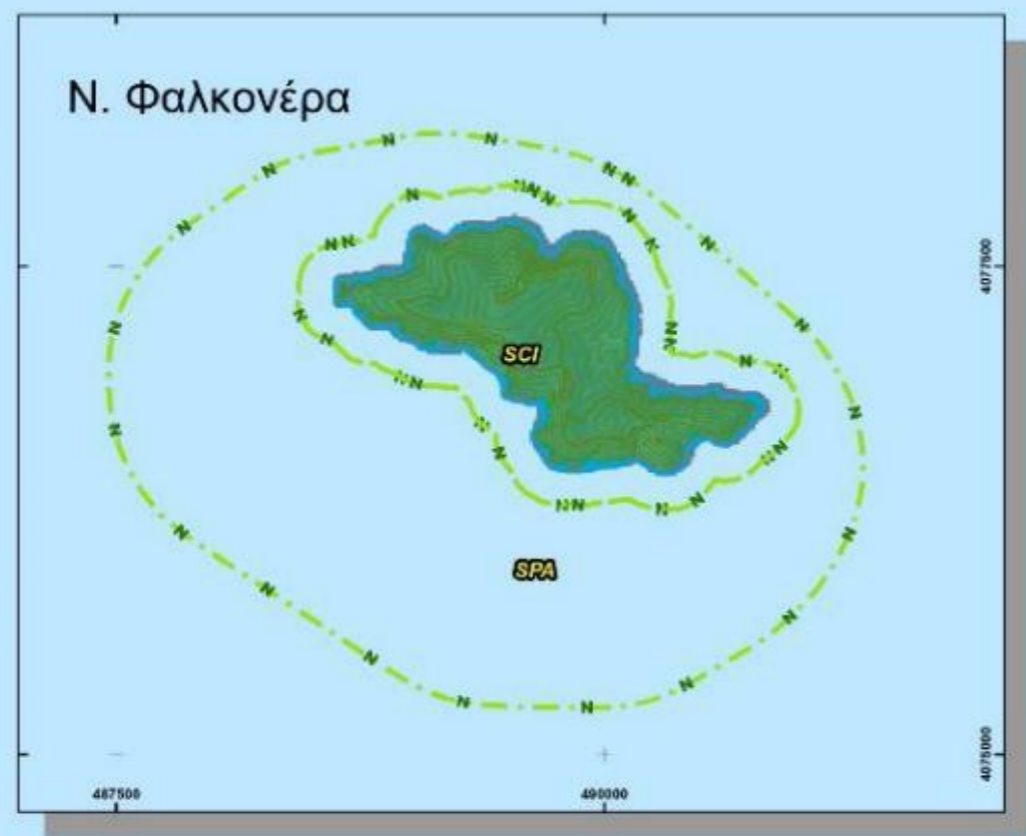 Ν. Φαλκονέρα
N N N N N
N N N N N N
N N N N
4077500
N N N N N N N
SCI
N N N N N N
N N N N N N N
N N N N N N N
SPA
N N N N N N
4075000
487500 490000